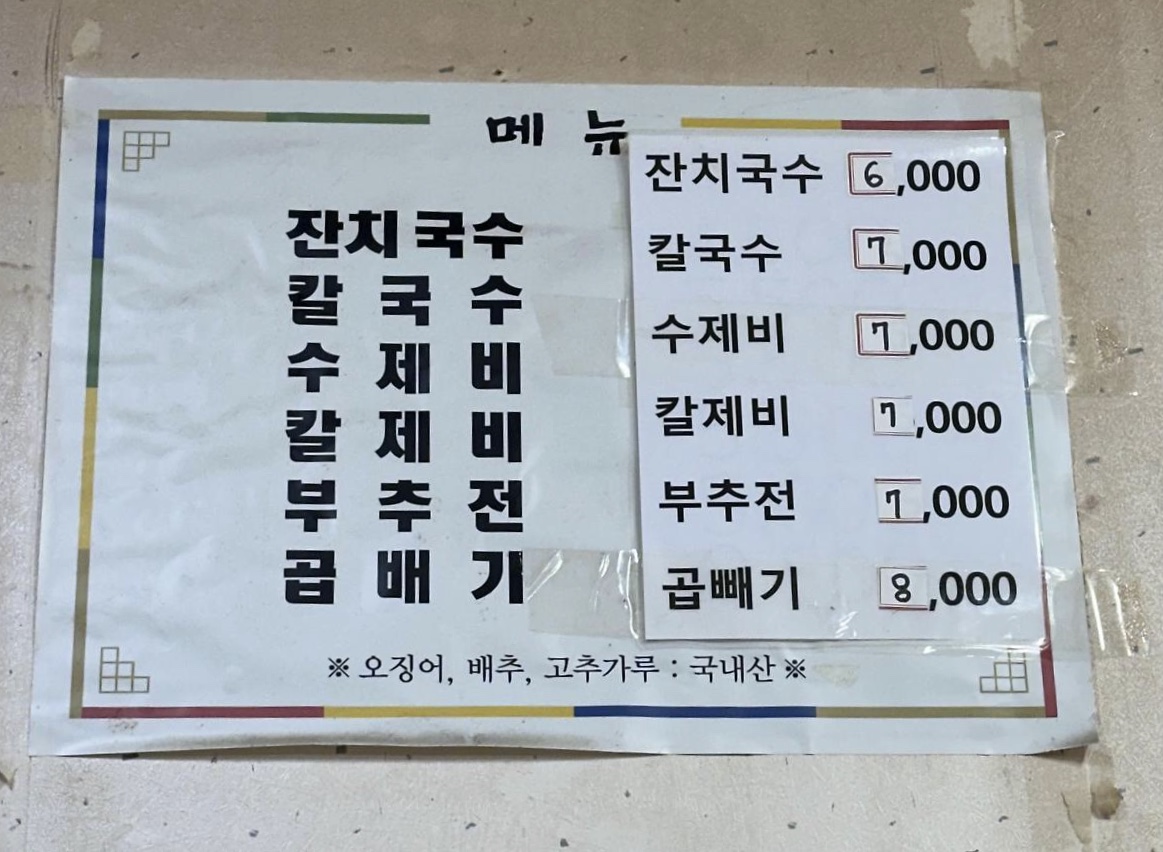 메 뉴
잔치국수
칼 국 수
수 제 비
칼 제 비
부 추 전
곱 배 기
잔치국수 6,000
칼국수 7,000
수제비 7,000
칼제비 7,000
부추전 7,000
곱빼기 8,000
※ 오징어, 배추, 고추가루 : 국내산 ※